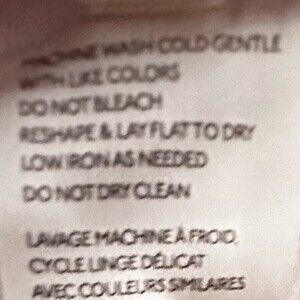 MACHINE WASH COLD GENTLE
WITH LIKE COLORS
DO NOT BLEACH
RESHAPE & LAY FLAT TO DRY
LOW IRON AS NEEDED
DO NOT DRY CLEAN
LAVAGE MACHINE À FROID,
CYCLE LINGE DÉLICAT
AVEC COULEURS SIMILAIRES